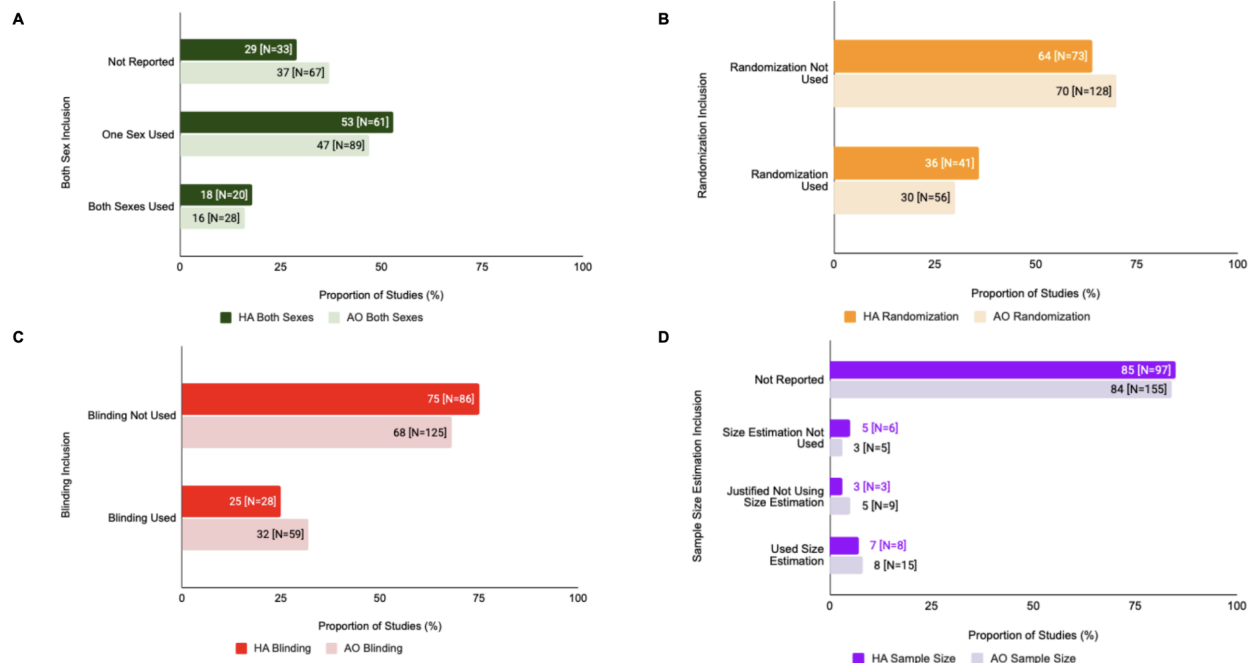 A
Both Sex Inclusion
Not Reported
29 [N=33]
37 [N=67]
One Sex Used
53 [N=61]
47 [N=89]
Both Sexes Used
18 [N=20]
16 [N=28]
0 25 50 75 100
Proportion of Studies (%)
HA Both Sexes AO Both Sexes
B
Randomization Inclusion
Randomization Not
Used
64 [N=73]
70 [N=128]
Randomization
Used
36 [N=41]
30 [N=56]
0 25 50 75 100
Proportion of Studies (%)
HA Randomization AO Randomization
C
Blinding Inclusion
Blinding Not Used
75 [N=86]
68 [N=125]
Blinding Used
25 [N=28]
32 [N=59]
0 25 50 75 100
Proportion of Studies (%)
HA Blinding AO Blinding
D
Sample Size Estimation Inclusion
Not Reported
85 [N=97]
84 [N=155]
Size Estimation Not
Used
5 [N=6]
3 [N=5]
Justified Not Using
Size Estimation
3 [N=3]
5 [N=9]
Used Size
Estimation
7 [N=8]
8 [N=15]
0 25 50 75 100
Proportion of Studies (%)
HA Sample Size AO Sample Size